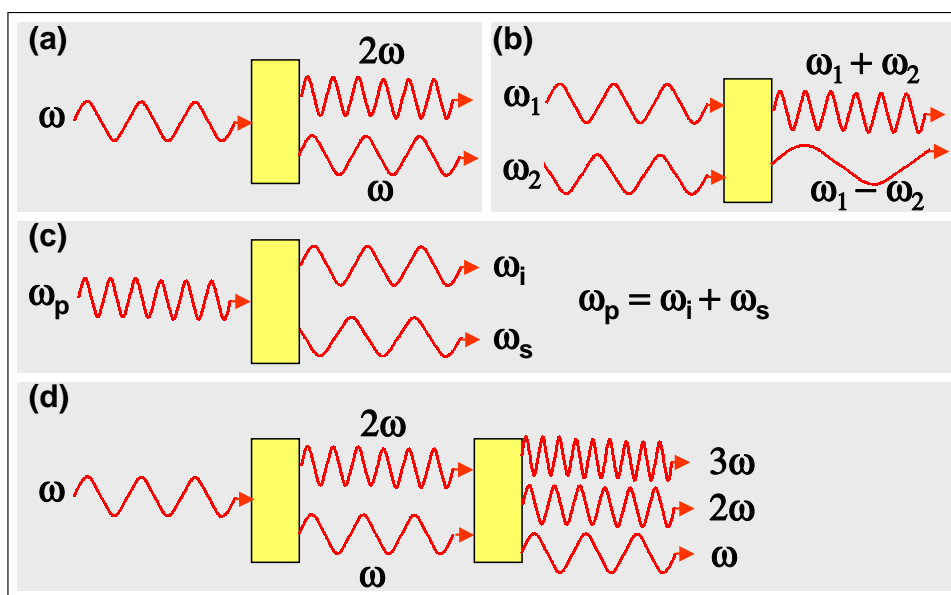 (a)
2ω
ω
ω
(b)
ω₁
ω₁ + ω₂
ω₂
ω₁ − ω₂
(c)
ωₚ
ωᵢ
ωₛ
ωₚ = ωᵢ + ωₛ
(d)
2ω
ω
ω
3ω
2ω
ω